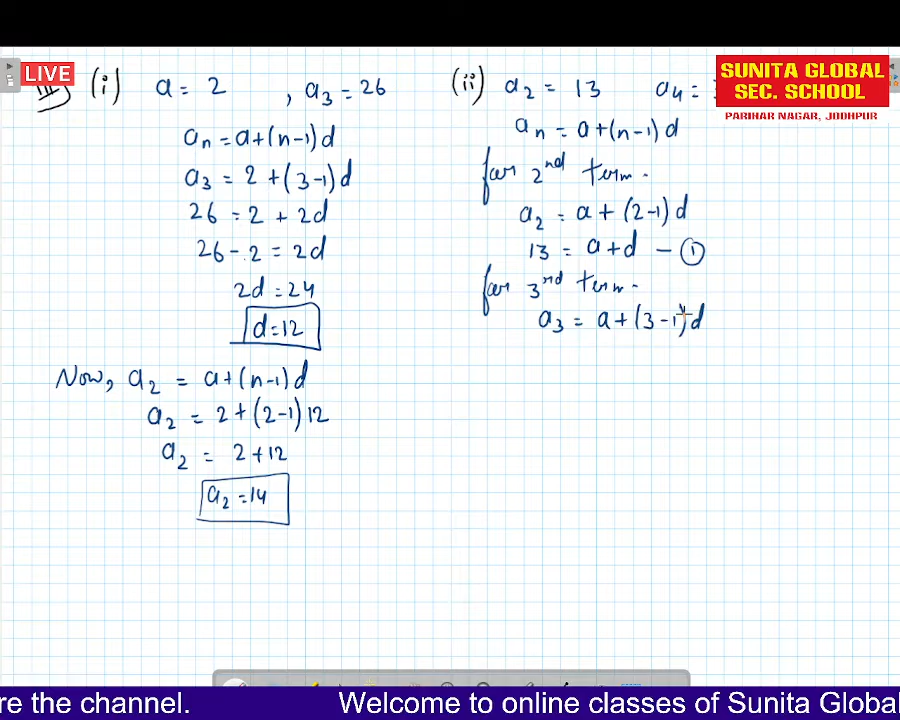 LIVE
III) (i) a = 2 , a3 = 26
an = a+(n-1)d
a3 = 2 + (3-1)d
26 = 2 + 2d
26 - 2 = 2d
2d = 24
d = 12
Now, a2 = a+(n-1)d
a2 = 2+(2-1)12
a2 = 2+12
a2 = 14
(ii) a2 = 13 a4 =
an = a+(n-1)d
for 2nd term.
a2 = a + (2-1)d
13 = a+d - ①
for 3nd term.
a3 = a+(3-1)d
SUNITA GLOBAL
SEC. SCHOOL
PARIHAR NAGAR, JODHPUR
re the channel. Welcome to online classes of Sunita Global